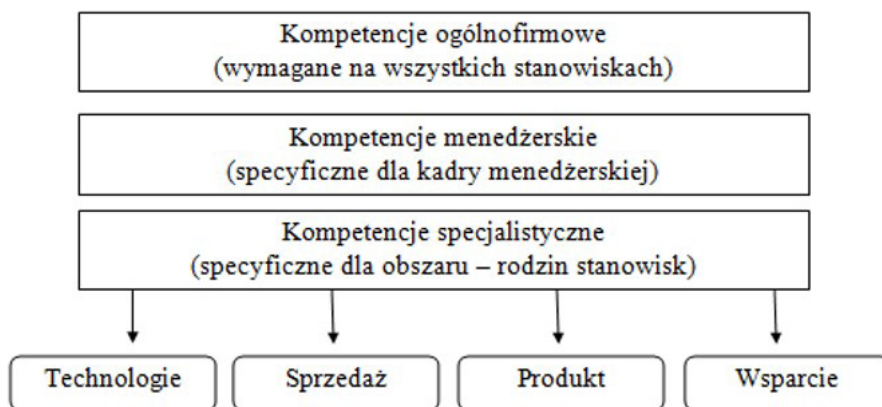 Kompetencje ogólnofirmowe
(wymagane na wszystkich stanowiskach)
Kompetencje menedżerskie
(specyficzne dla kadry menedżerskiej)
Kompetencje specjalistyczne
(specyficzne dla obszaru – rodzin stanowisk)
Technologie
Sprzedaż
Produkt
Wsparcie